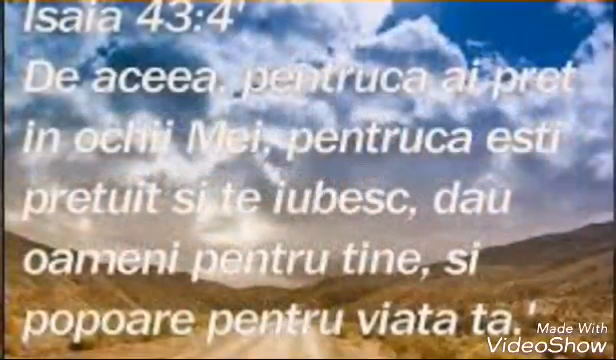 Isaia 43:4'
De aceea, pentruca ai pret
in ochii Mei, pentruca esti
pretuit si te iubesc, dau
oameni pentru tine, si
popoare pentru viata ta.'
Made With
VideoShow